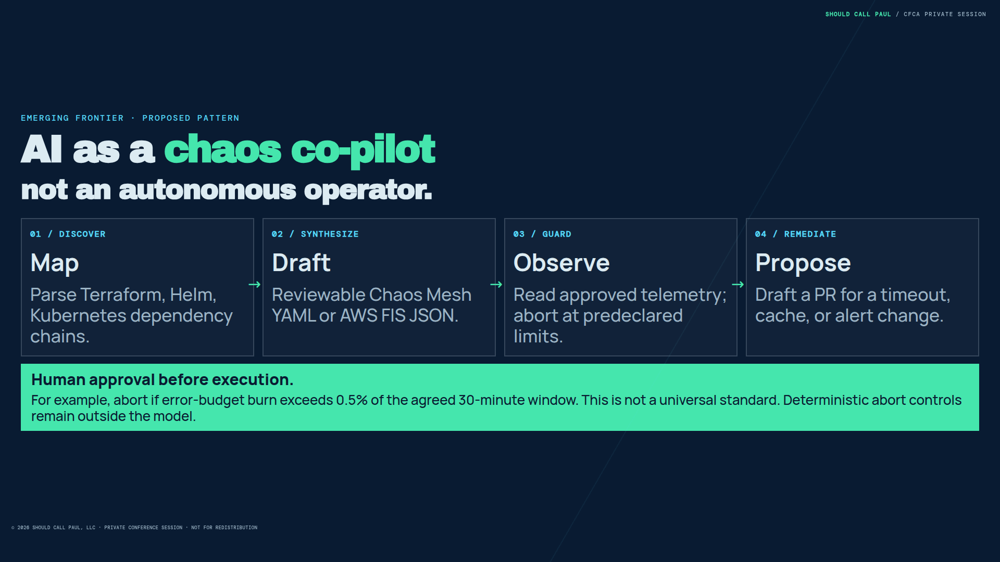 SHOULD CALL PAUL / CFCA PRIVATE SESSION
EMERGING FRONTIER · PROPOSED PATTERN
AI as a chaos co-pilot
not an autonomous operator.
01 / DISCOVER
Map
Parse Terraform, Helm,
Kubernetes dependency
chains.
→
02 / SYNTHESIZE
Draft
Reviewable Chaos Mesh
YAML or AWS FIS JSON.
→
03 / GUARD
Observe
Read approved telemetry;
abort at predeclared
limits.
→
04 / REMEDIATE
Propose
Draft a PR for a timeout,
cache, or alert change.
Human approval before execution.
For example, abort if error-budget burn exceeds 0.5% of the agreed 30-minute window. This is not a universal standard. Deterministic abort controls
remain outside the model.
© 2026 SHOULD CALL PAUL, LLC · PRIVATE CONFERENCE SESSION · NOT FOR REDISTRIBUTION